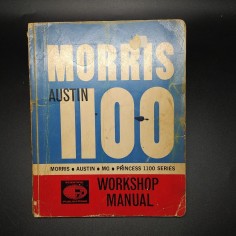 MORRIS
AUSTIN
1100
MORRIS • AUSTIN • MG • PRINCESS 1100 SERIES
WORKSHOP
MANUAL